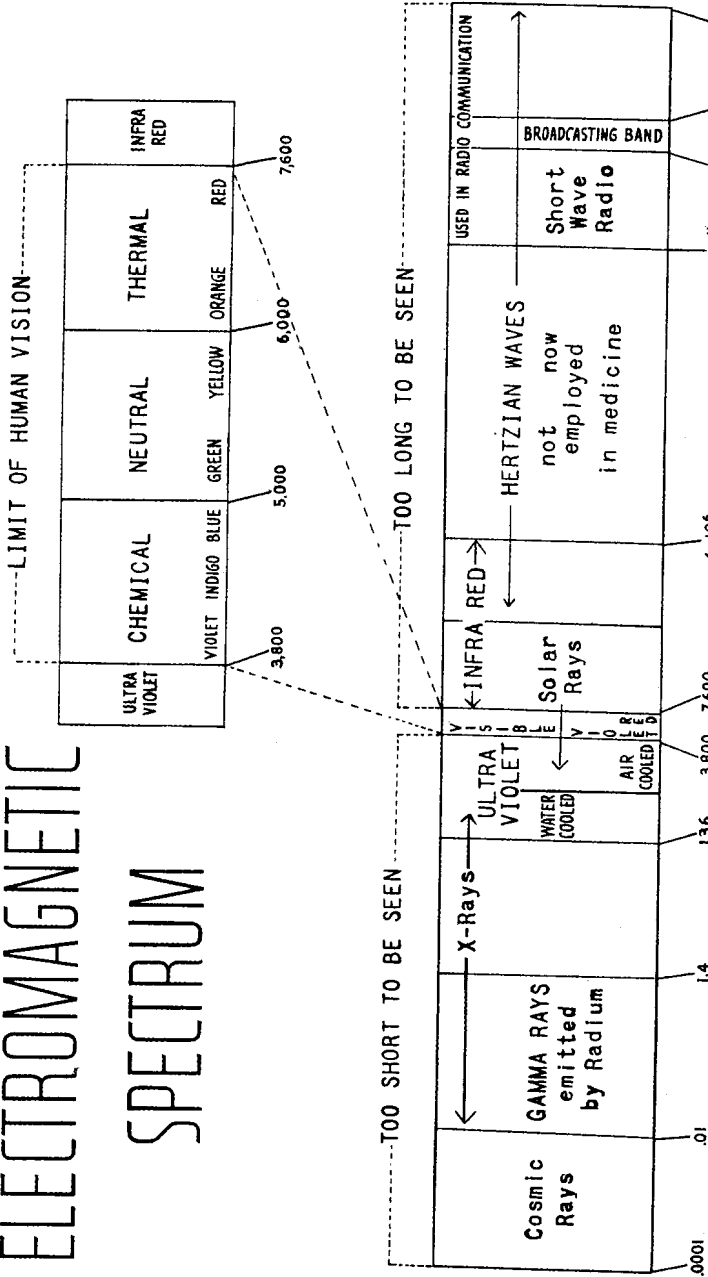 ELECTROMAGNETIC
SPECTRUM
LIMIT OF HUMAN VISION
ULTRA
VIOLET
CHEMICAL
NEUTRAL
THERMAL
INFRA
RED
VIOLET INDIGO BLUE
GREEN YELLOW
ORANGE RED
3,800
5,000
6,000
7,600
TOO SHORT TO BE SEEN
TOO LONG TO BE SEEN
X-Rays
Cosmic
Rays
GAMMA RAYS
emitted
by Radium
ULTRA
VIOLET
WATER
COOLED
AIR
COOLED
VISIBLE
VIOLET
RED
INFRA RED
Solar
Rays
HERTZIAN WAVES
not now
employed
in medicine
USED IN RADIO COMMUNICATION
Short
Wave
Radio
BROADCASTING BAND
.0001
.01
1.4
136
3,800
7,600